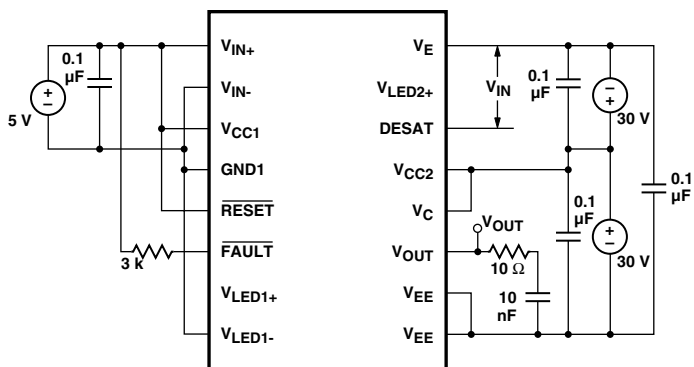 0.1
µF
5 V
3 k
V_IN+
V_IN-
V_CC1
GND1
RESET
FAULT
V_LED1+
V_LED1-
V_E
V_LED2+
DESAT
V_CC2
V_C
V_OUT
V_EE
V_EE
V_IN
V_OUT
10 Ω
10
nF
0.1
µF
30 V
0.1
µF
30 V
0.1
µF